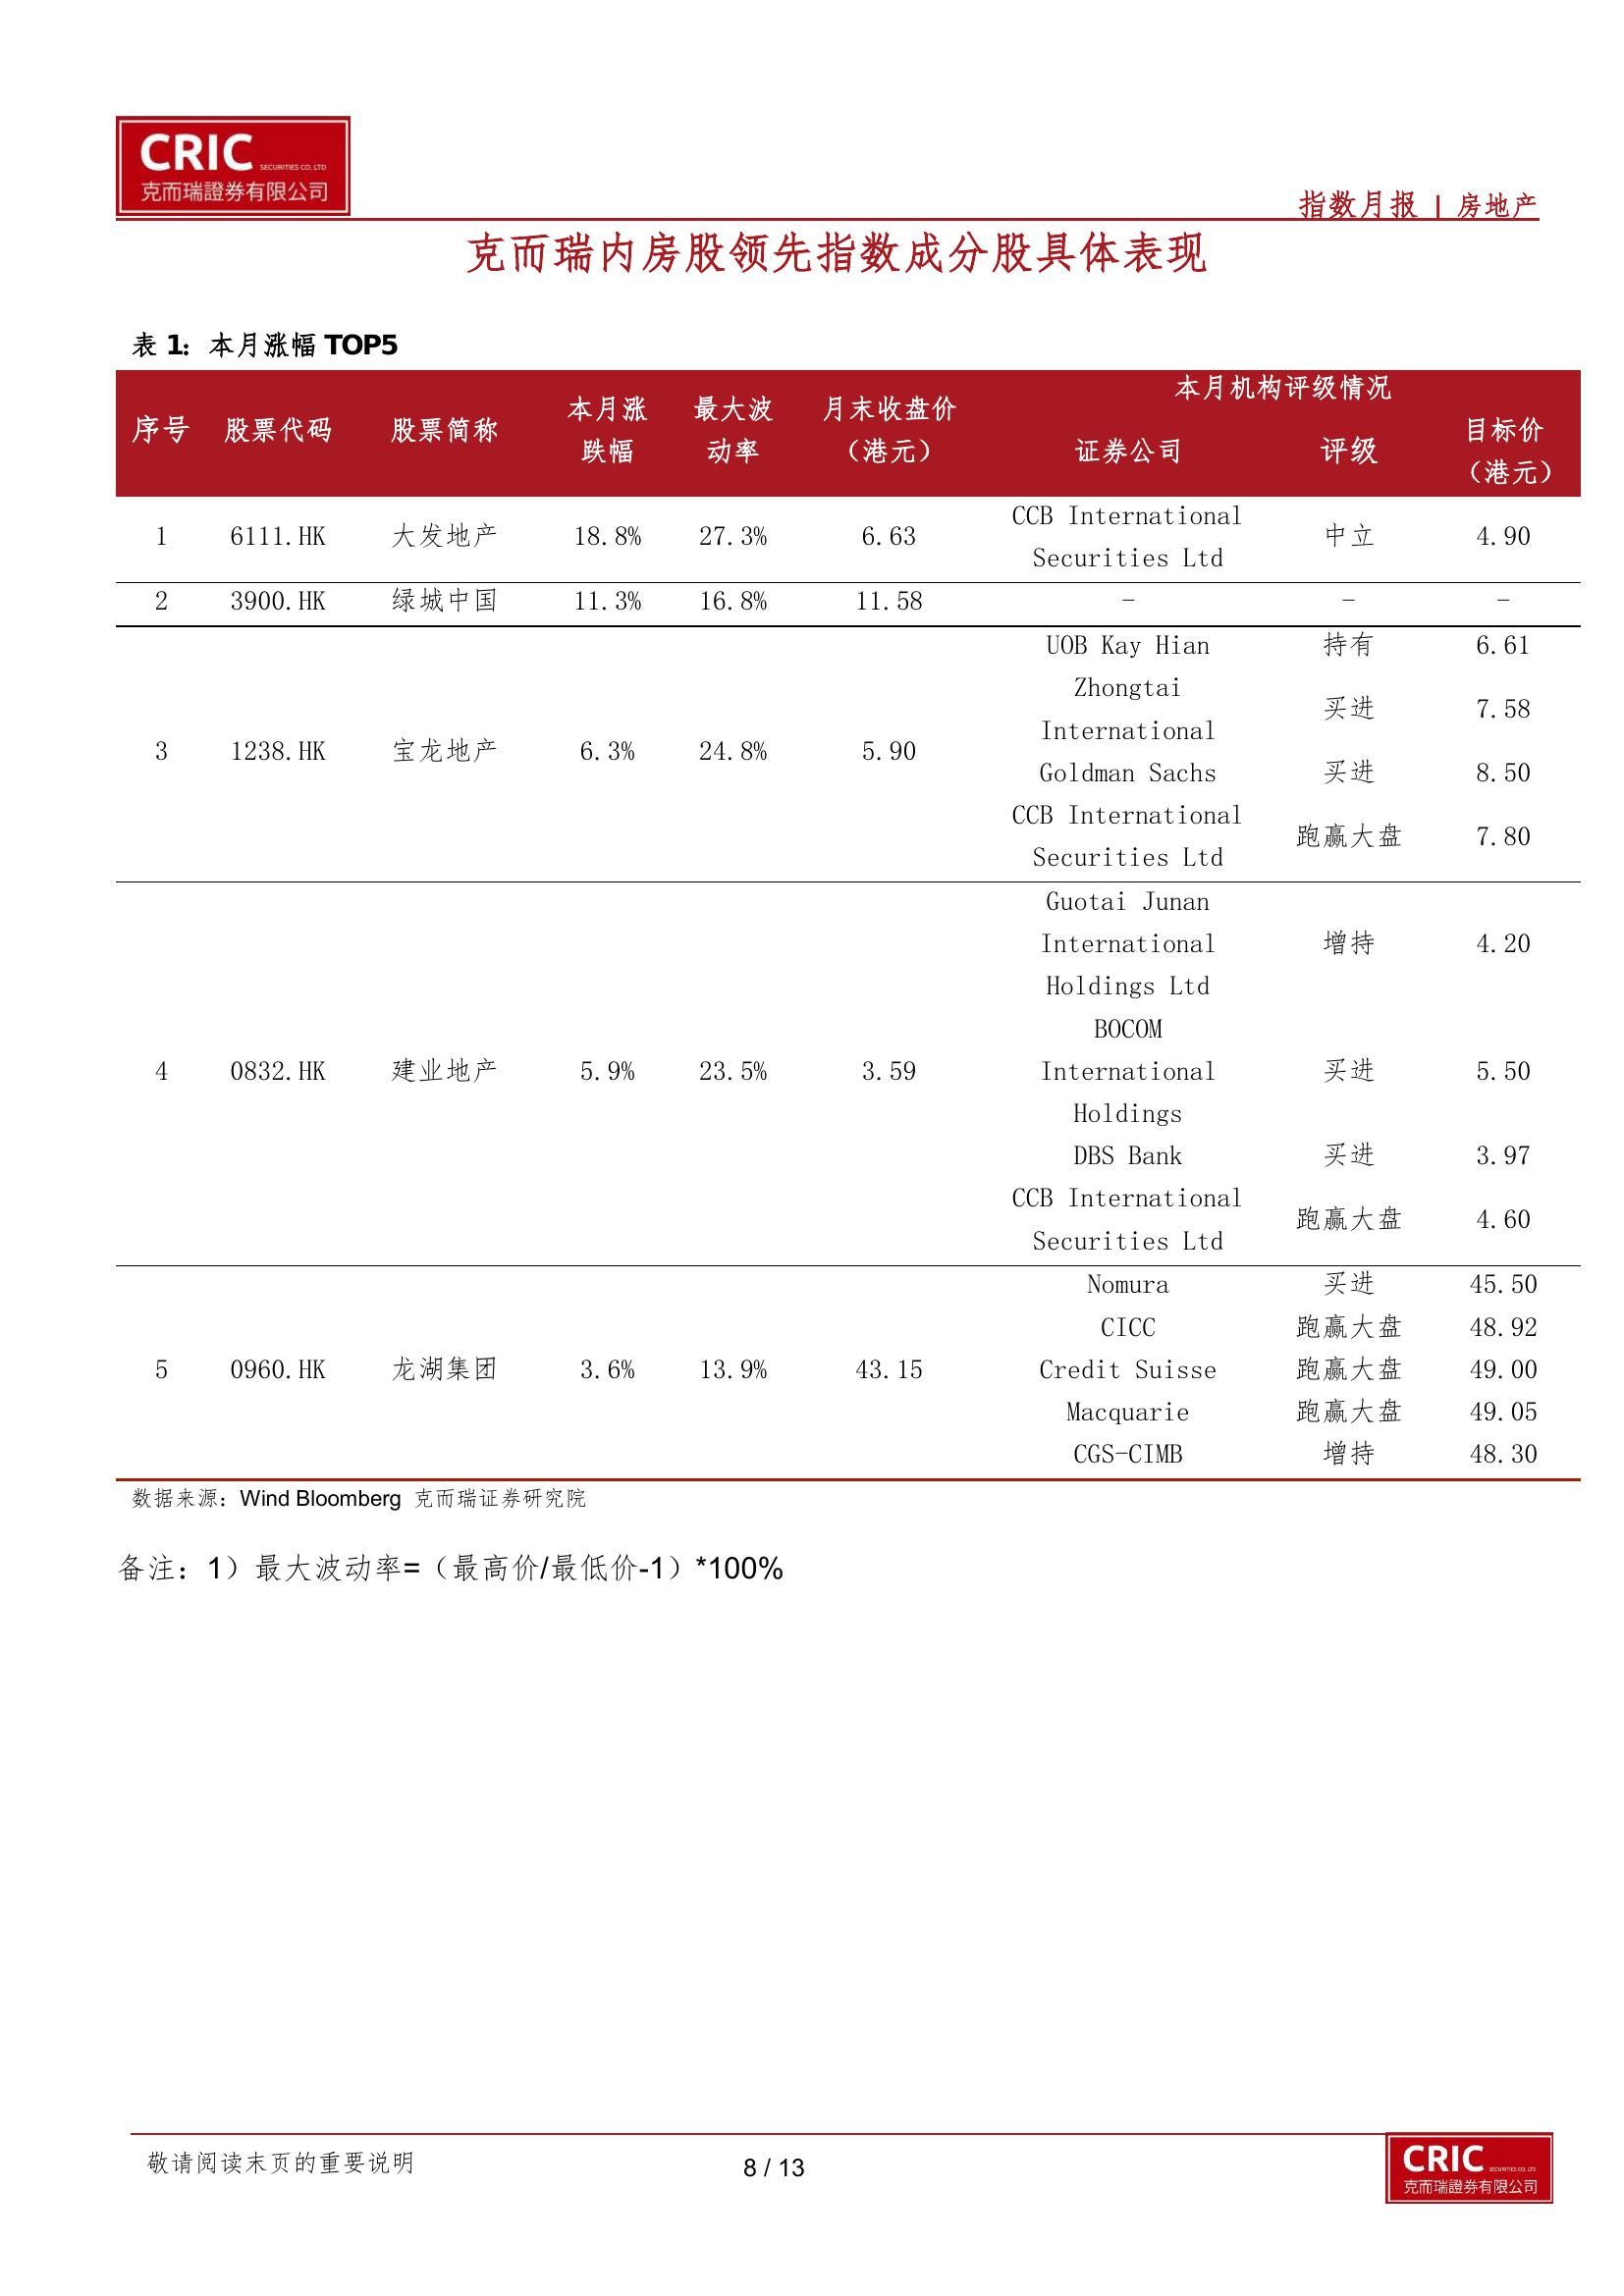 CRIC SECURITIES CO. LTD
克而瑞證券有限公司
指数月报 | 房地产
克而瑞内房股领先指数成分股具体表现
表 1: 本月涨幅 TOP5
序号 股票代码 股票简称 本月涨跌幅 最大波动率 月末收盘价（港元） 本月机构评级情况
证券公司 评级 目标价（港元）
1 6111.HK 大发地产 18.8% 27.3% 6.63 CCB International Securities Ltd 中立 4.90
2 3900.HK 绿城中国 11.3% 16.8% 11.58 - - -
3 1238.HK 宝龙地产 6.3% 24.8% 5.90
UOB Kay Hian 持有 6.61
Zhongtai International 买进 7.58
Goldman Sachs 买进 8.50
CCB International Securities Ltd 跑赢大盘 7.80
4 0832.HK 建业地产 5.9% 23.5% 3.59
Guotai Junan International Holdings Ltd 增持 4.20
BOCOM International Holdings 买进 5.50
DBS Bank 买进 3.97
CCB International Securities Ltd 跑赢大盘 4.60
5 0960.HK 龙湖集团 3.6% 13.9% 43.15
Nomura 买进 45.50
CICC 跑赢大盘 48.92
Credit Suisse 跑赢大盘 49.00
Macquarie 跑赢大盘 49.05
CGS-CIMB 增持 48.30
数据来源：Wind Bloomberg 克而瑞证券研究院
备注：1）最大波动率=（最高价/最低价-1）*100%
敬请阅读末页的重要说明
8 / 13
CRIC SECURITIES CO. LTD
克而瑞證券有限公司